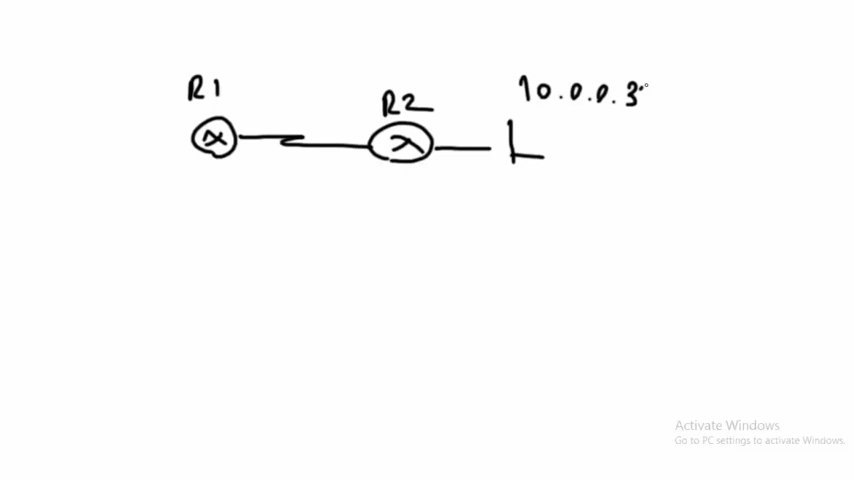 R1
R2
10.0.0.3
Activate Windows
Go to PC settings to activate Windows.